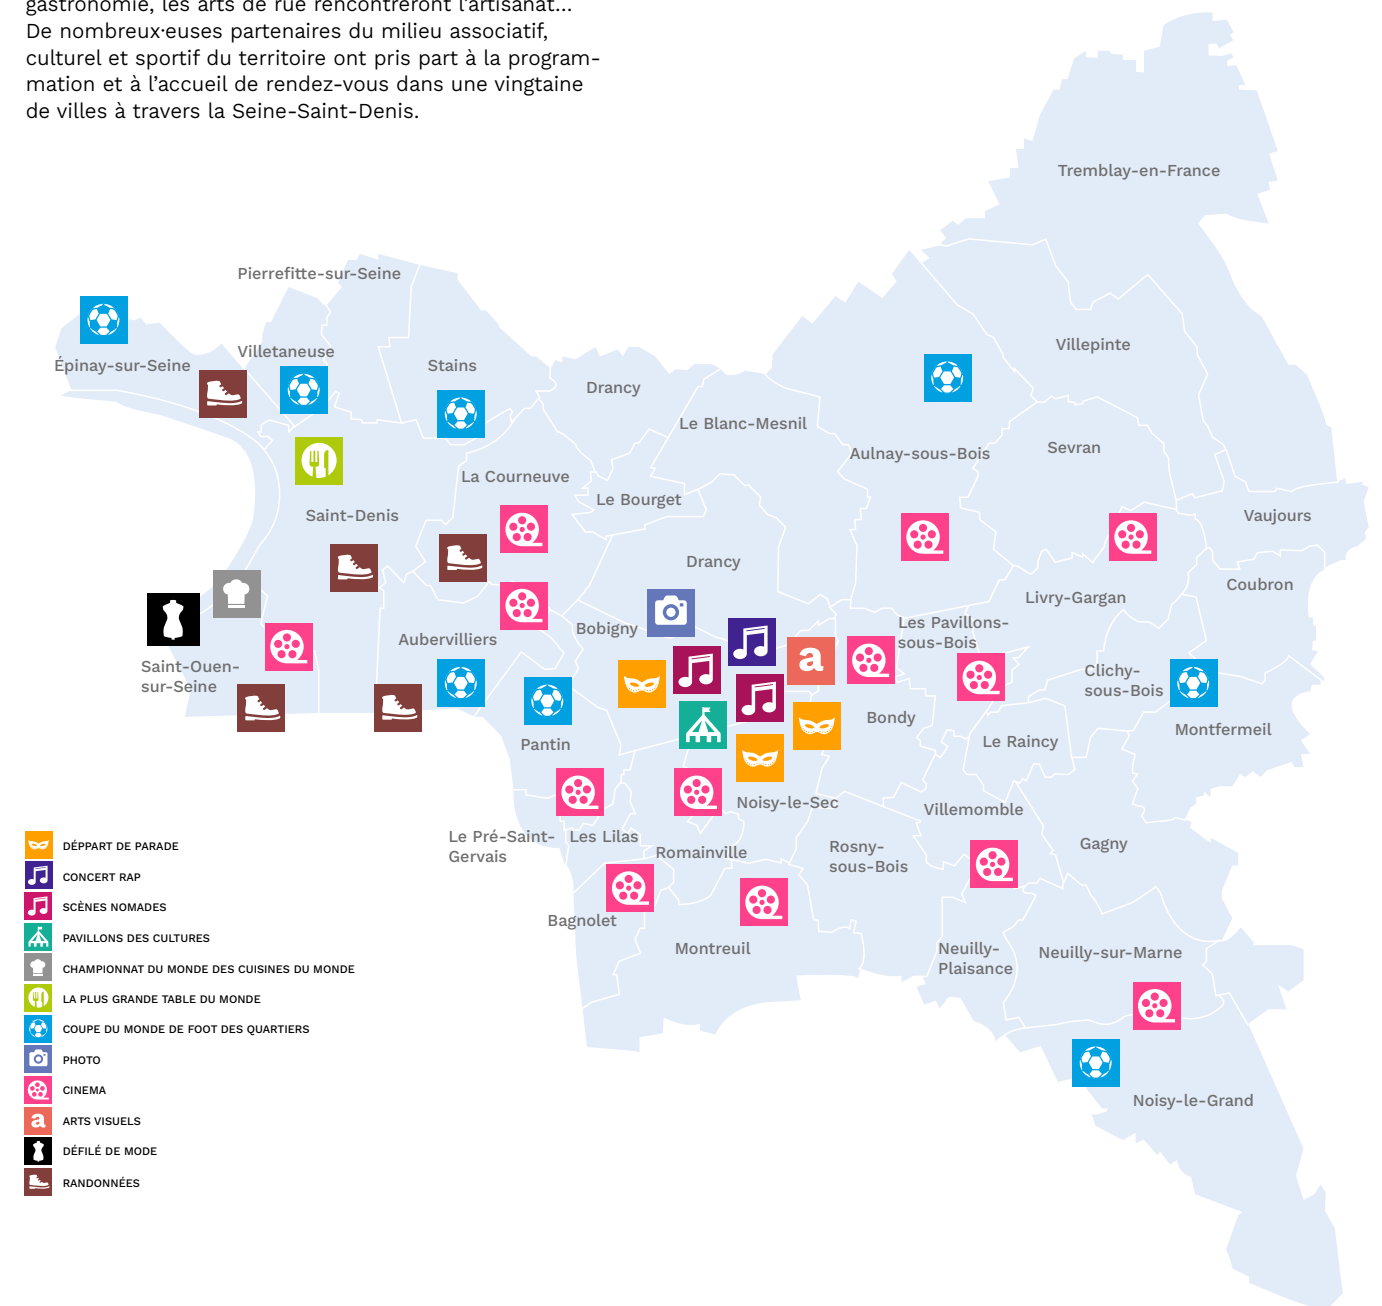 gastronomie, les arts de rue rencontreront l’artisanat…
De nombreux·euses partenaires du milieu associatif,
culturel et sportif du territoire ont pris part à la program-
mation et à l’accueil de rendez-vous dans une vingtaine
de villes à travers la Seine-Saint-Denis.
Tremblay-en-France
Pierrefitte-sur-Seine
Villepinte
Villetaneuse
Épinay-sur-Seine
Stains
Drancy
Le Blanc-Mesnil
Aulnay-sous-Bois
Sevran
La Courneuve
Le Bourget
Saint-Denis
Vaujours
Drancy
Coubron
Livry-Gargan
Bobigny
Les Pavillons-
sous-Bois
Aubervilliers
a
Saint-Ouen-
sur-Seine
Clichy-
sous-Bois
Bondy
Montfermeil
Le Raincy
Pantin
Noisy-le-Sec
Villemomble
Le Pré-Saint-
Gervais
Les Lilas
Romainville
Rosny-
sous-Bois
Gagny
Bagnolet
Montreuil
Neuilly-
Plaisance
Neuilly-sur-Marne
Noisy-le-Grand
DÉPPART DE PARADE
CONCERT RAP
SCÈNES NOMADES
PAVILLONS DES CULTURES
CHAMPIONNAT DU MONDE DES CUISINES DU MONDE
LA PLUS GRANDE TABLE DU MONDE
COUPE DU MONDE DE FOOT DES QUARTIERS
PHOTO
CINEMA
a ARTS VISUELS
DÉFILÉ DE MODE
RANDONNÉES